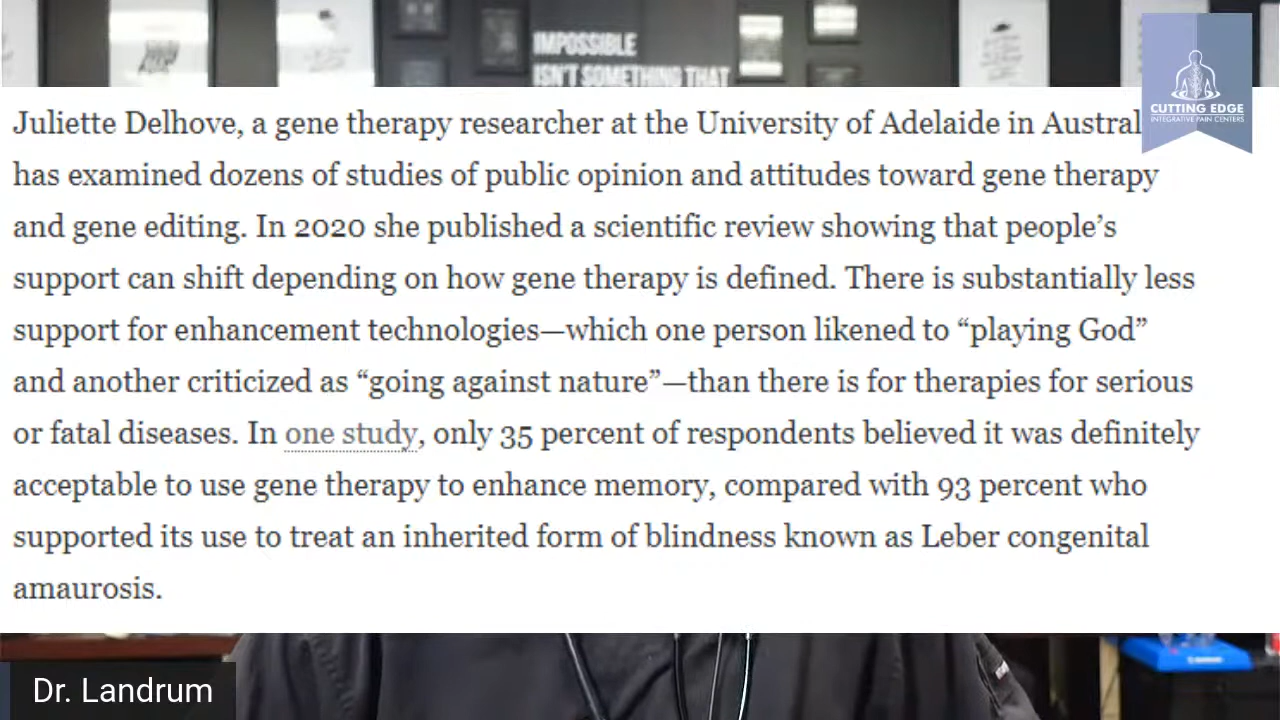 IMPOSSIBLE
ISN'T SOMETHING THAT
CUTTING EDGE
INTEGRATIVE PAIN CENTERS
Juliette Delhove, a gene therapy researcher at the University of Adelaide in Austral
has examined dozens of studies of public opinion and attitudes toward gene therapy
and gene editing. In 2020 she published a scientific review showing that people’s
support can shift depending on how gene therapy is defined. There is substantially less
support for enhancement technologies—which one person likened to “playing God”
and another criticized as “going against nature”—than there is for therapies for serious
or fatal diseases. In one study, only 35 percent of respondents believed it was definitely
acceptable to use gene therapy to enhance memory, compared with 93 percent who
supported its use to treat an inherited form of blindness known as Leber congenital
amaurosis.
Dr. Landrum